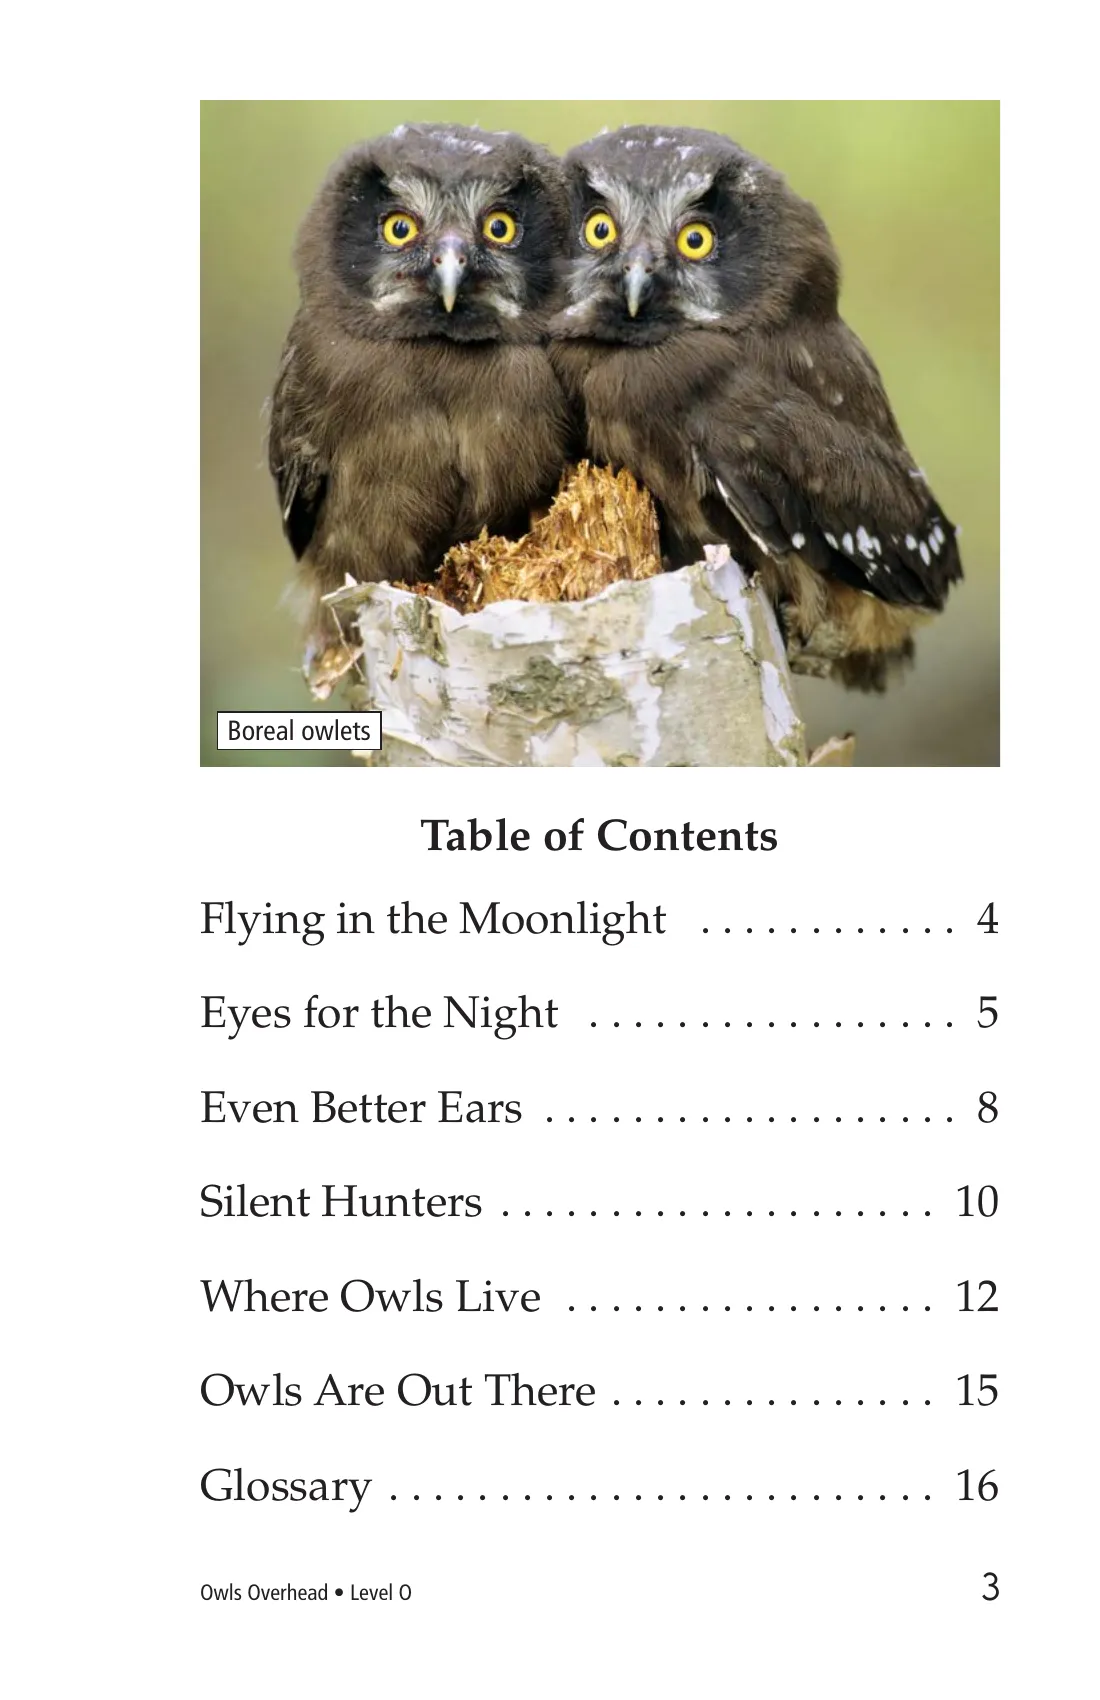 Boreal owlets
Table of Contents
Flying in the Moonlight . . . . . . . . . . . . 4
Eyes for the Night . . . . . . . . . . . . . . . . . 5
Even Better Ears . . . . . . . . . . . . . . . . . . . 8
Silent Hunters . . . . . . . . . . . . . . . . . . . . 10
Where Owls Live . . . . . . . . . . . . . . . . . 12
Owls Are Out There . . . . . . . . . . . . . . . 15
Glossary . . . . . . . . . . . . . . . . . . . . . . . . . 16
Owls Overhead • Level O 3